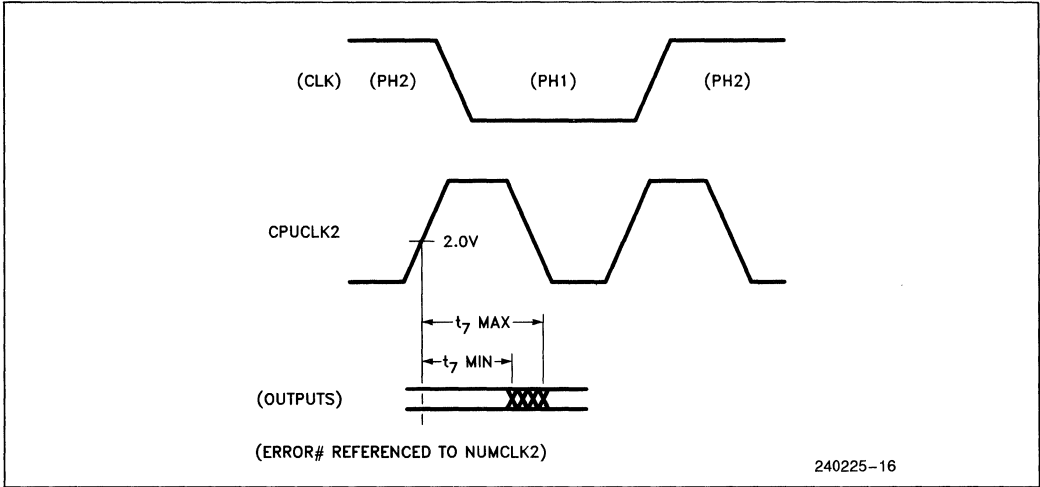 (CLK) (PH2) (PH1) (PH2)
CPUCLK2
2.0V
t7 MAX
t7 MIN
(OUTPUTS)
(ERROR# REFERENCED TO NUMCLK2)
240225-16